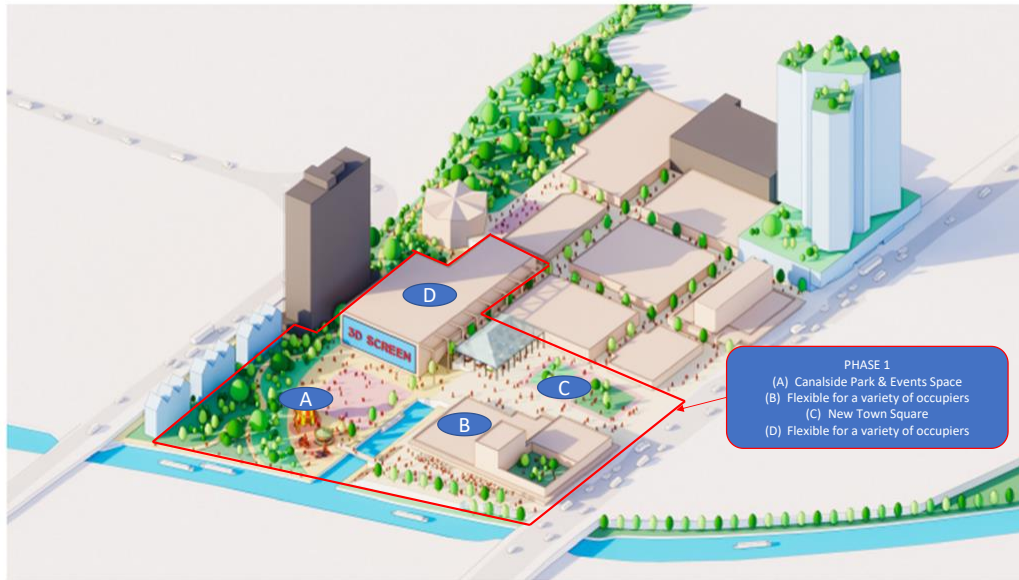 D
3D SCREEN
A
C
B
PHASE 1
(A) Canalside Park & Events Space
(B) Flexible for a variety of occupiers
(C) New Town Square
(D) Flexible for a variety of occupiers